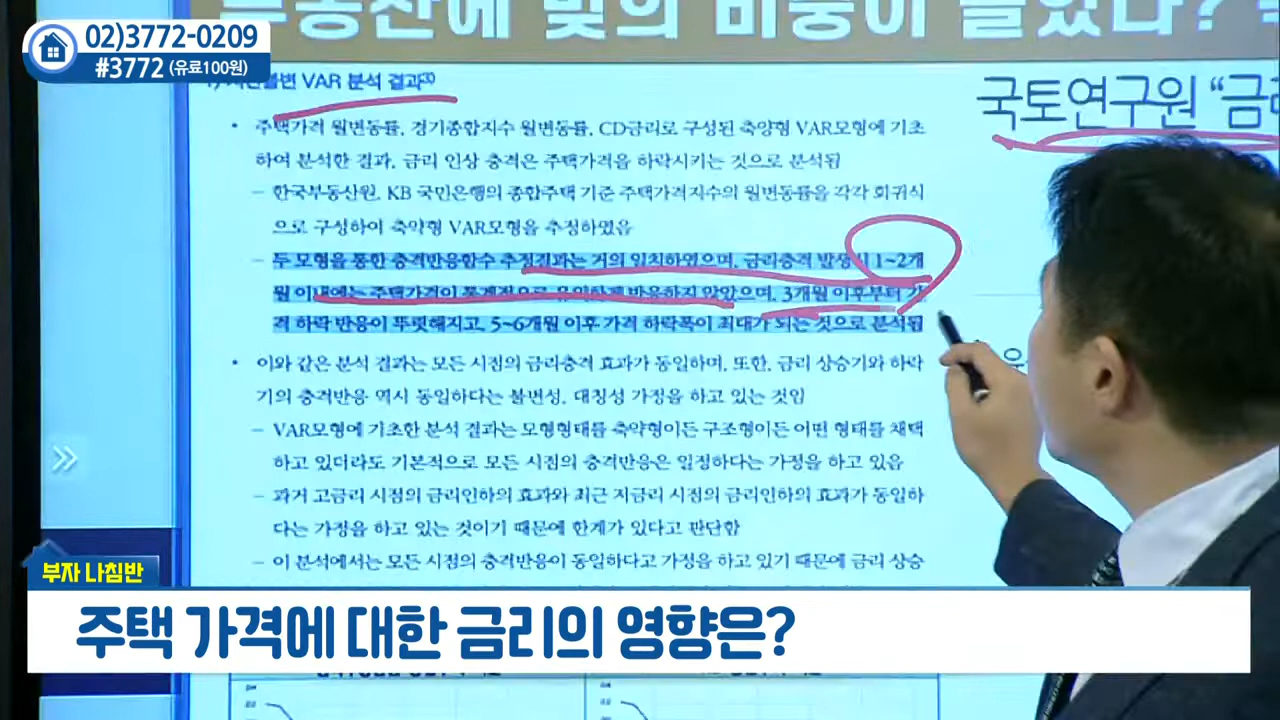 부동산에 빚의 비중이 늘었나?
02)3772-0209
#3772 (유료100원)
VAR 분석 결과
국토연구원 “금리
• 주택가격 월변동률, 경기종합지수 월변동률, CD금리로 구성된 축약형 VAR모형에 기초
하여 분석한 결과, 금리 인상 충격은 주택가격을 하락시키는 것으로 분석됨
- 한국부동산원, KB 국민은행의 종합주택 기준 주택가격지수의 월변동률을 각각 회귀식
으로 구성하여 축약형 VAR모형을 추정하였음
- 두 모형을 통한 충격반응함수 추정결과는 거의 일치하였으며, 금리충격 발생시 1~2개
월 이내에는 주택가격이 통계적으로 유의하게 반응하지 않았으며, 3개월 이후부터 가
격 하락 반응이 뚜렷해지고, 5~6개월 이후 가격 하락폭이 최대가 되는 것으로 분석됨
• 이와 같은 분석 결과는 모든 시점의 금리충격 효과가 동일하며, 또한, 금리 상승기와 하락
기의 충격반응 역시 동일하다는 불변성, 대칭성 가정을 하고 있는 것임
- VAR모형에 기초한 분석 결과는 모형형태를 축약형이든 구조형이든 어떤 형태를 채택
하고 있더라도 기본적으로 모든 시점의 충격반응은 일정하다는 가정을 하고 있음
- 과거 고금리 시점의 금리인하의 효과와 최근 저금리 시점의 금리인하의 효과가 동일하
다는 가정을 하고 있는 것이기 때문에 한계가 있다고 판단함
- 이 분석에서는 모든 시점의 충격반응이 동일하다고 가정을 하고 있기 때문에 금리 상승
부자 나침반
주택 가격에 대한 금리의 영향은?